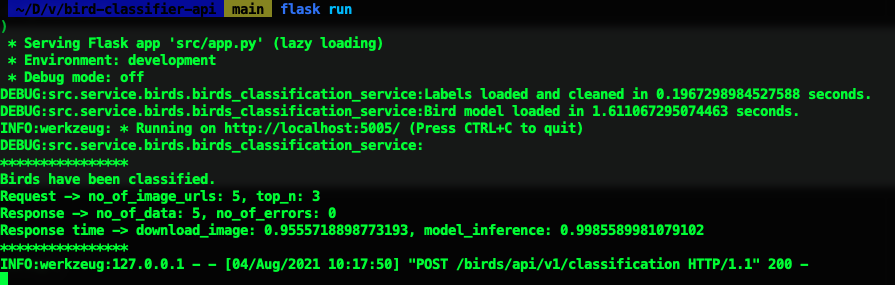 ~/D/v/bird-classifier-api main flask run
)
* Serving Flask app 'src/app.py' (lazy loading)
* Environment: development
* Debug mode: off
DEBUG:src.service.birds.birds_classification_service:Labels loaded and cleaned in 0.1967298984527588 seconds.
DEBUG:src.service.birds.birds_classification_service:Bird model loaded in 1.611067295074463 seconds.
INFO:werkzeug: * Running on http://localhost:5005/ (Press CTRL+C to quit)
DEBUG:src.service.birds.birds_classification_service:
****************
Birds have been classified.
Request -> no_of_image_urls: 5, top_n: 3
Response -> no_of_data: 5, no_of_errors: 0
Response time -> download_image: 0.9555718898773193, model_inference: 0.9985589981079102
****************
INFO:werkzeug:127.0.0.1 - - [04/Aug/2021 10:17:50] "POST /birds/api/v1/classification HTTP/1.1" 200 -